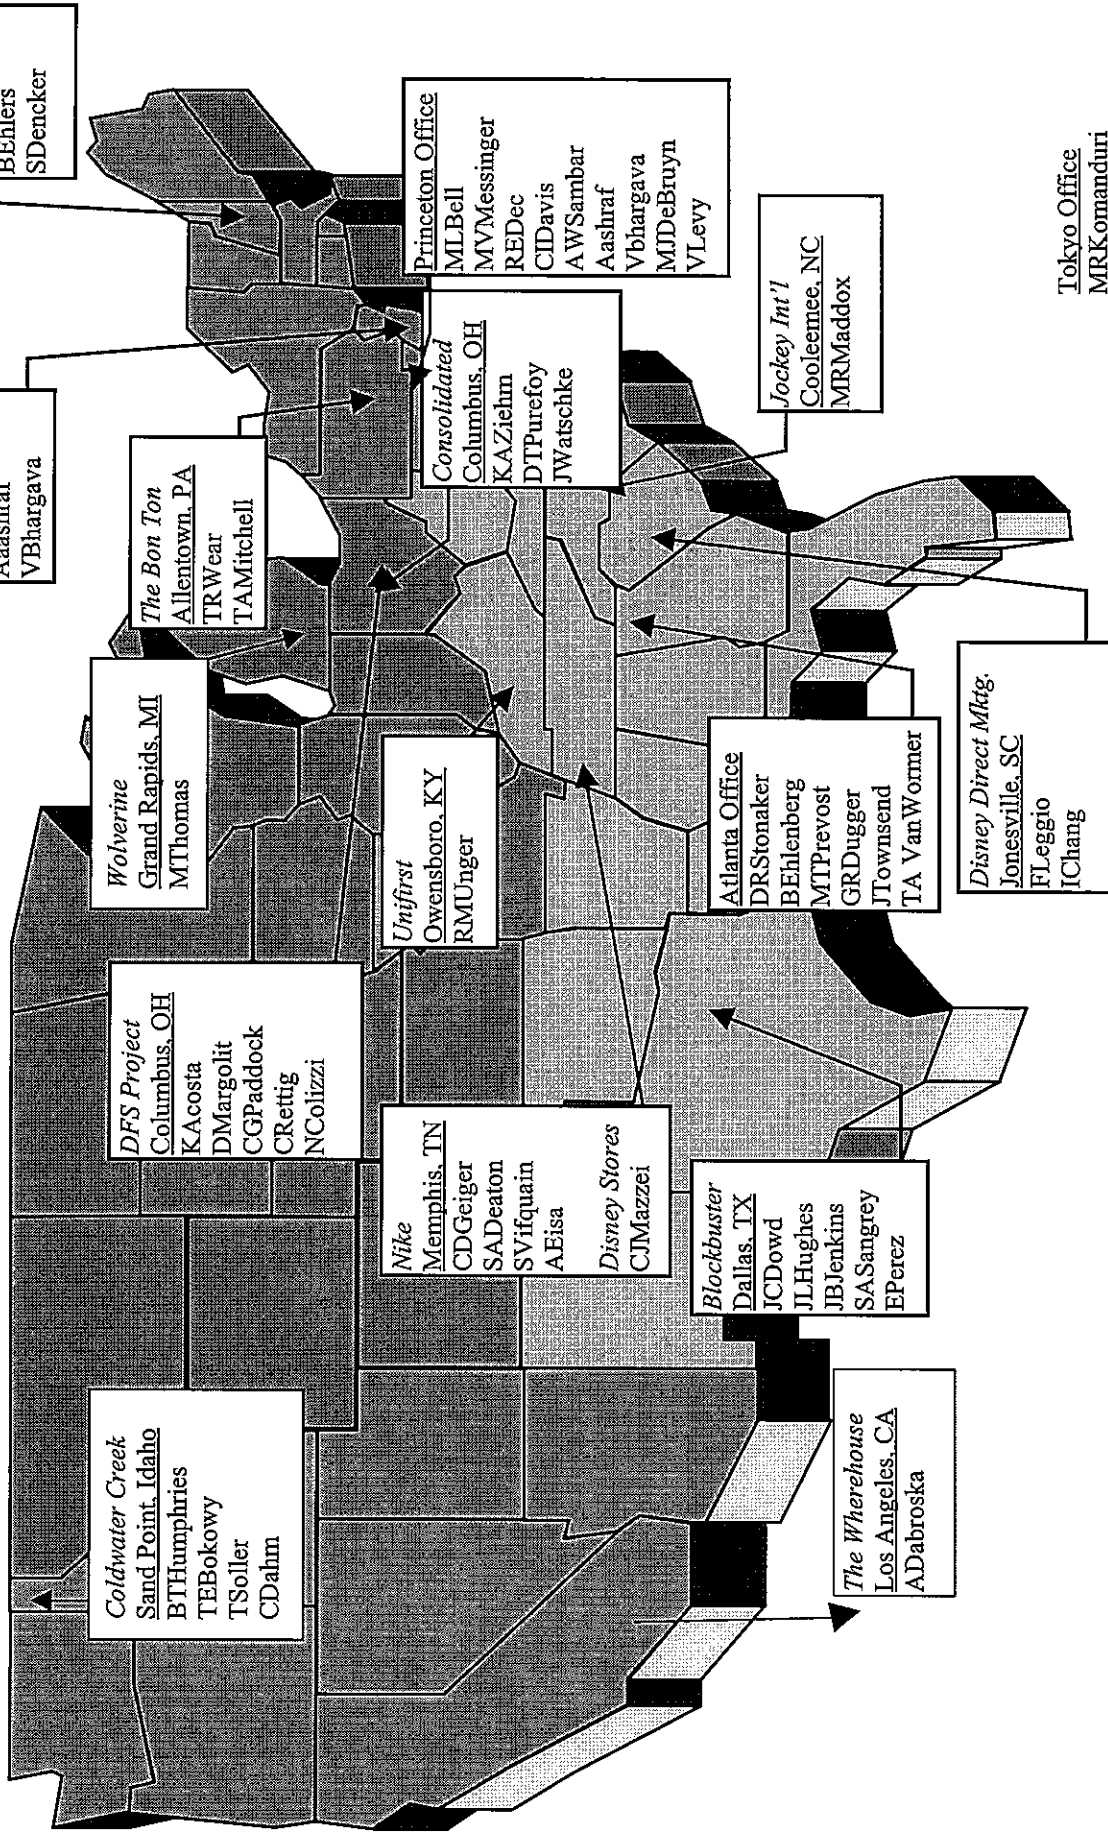 BEhlers
SDencker
VBhargava
The Bon Ton
Allentown, PA
TRWear
TAMitchell
Wolverine
Grand Rapids, MI
MThomas
DFS Project
Columbus, OH
KAcosta
DMargolit
CGPaddock
CRettig
NColizzi
Coldwater Creek
Sand Point, Idaho
BTHumphries
TEBokowy
TSoller
CDahm
Princeton Office
MLBell
MVMessinger
REDec
CIDavis
AWSambar
Aashraf
Vbhargava
MJDeBruyn
VLevy
Consolidated
Columbus, OH
KAZiehm
DTPurefoy
JWatschke
Unifirst
Owensboro, KY
RMUnger
Nike
Memphis, TN
CDGeiger
SADeaton
SVifquain
AEisa
Disney Stores
CJMazzei
Jockey Int'l
Cooleemee, NC
MRMaddox
Atlanta Office
DRStonaker
BEhlenberg
MTPrevost
GRDugger
JTownsend
TA VanWormer
Blockbuster
Dallas, TX
JCDowd
JLHughes
JBJenkins
SASangrey
EPerez
The Wherehouse
Los Angeles, CA
ADabroska
Disney Direct Mktg.
Jonesville, SC
FLeggio
IChang
Tokyo Office
MRKomanduri